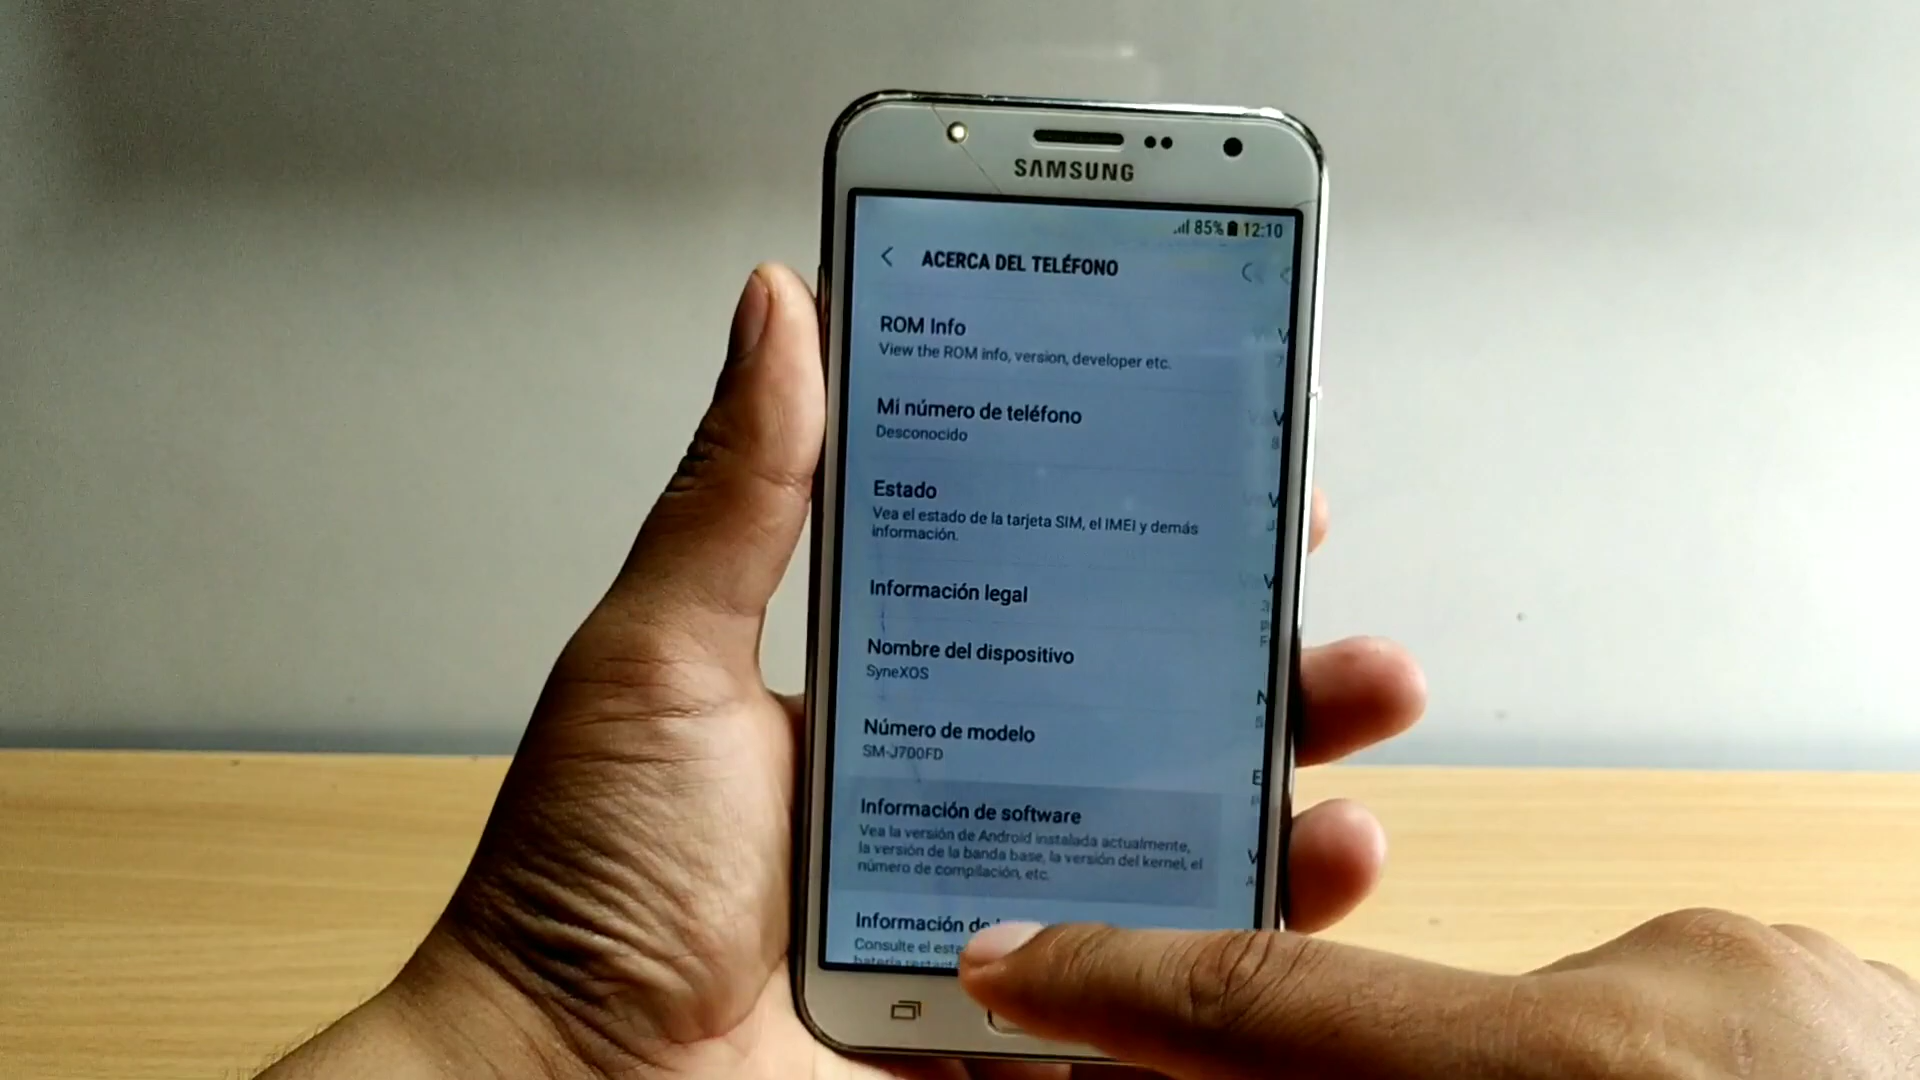 SAMSUNG
85% 12:10
ACERCA DEL TELÉFONO
ROM Info
View the ROM info, version, developer etc.
Mi número de teléfono
Desconocido
Estado
Vea el estado de la tarjeta SIM, el IMEI y demás
información.
Información legal
Nombre del dispositivo
SyneXOS
Número de modelo
SM-J700FD
Información de software
Vea la versión de Android instalada actualmente,
la versión de la banda base, la versión del kernel, el
número de compilación, etc.
Información de
Consulte el
batería